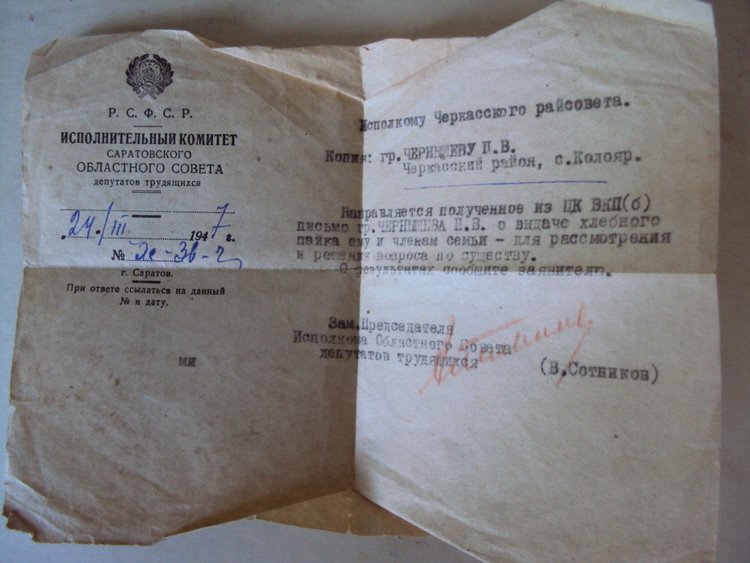 Р. С. Ф. С. Р.
ИСПОЛНИТЕЛЬНЫЙ КОМИТЕТ
САРАТОВСКОГО
ОБЛАСТНОГО СОВЕТА
депутатов трудящихся
24/III 1947 г.
№
г. Саратов.
При ответе ссылаться на данный
№ и дату.
ми
Исполкому Черкасского райсовета.
Копия: гр.ЧЕРНЫШЕВУ П.В.
Черкасский район, с.Колояр.
Направляется полученное из ЦК ВКП(б)
письмо гр.ЧЕРНЫШЕВА П.В. о выдаче хлебного
пайка ему и членам семьи - для рассмотрения
и решения вопроса по существу.
О результатах сообщите заявителю.
Зам.Председателя
Исполкома Областного Совета
депутатов трудящихся
(В.Сотников)